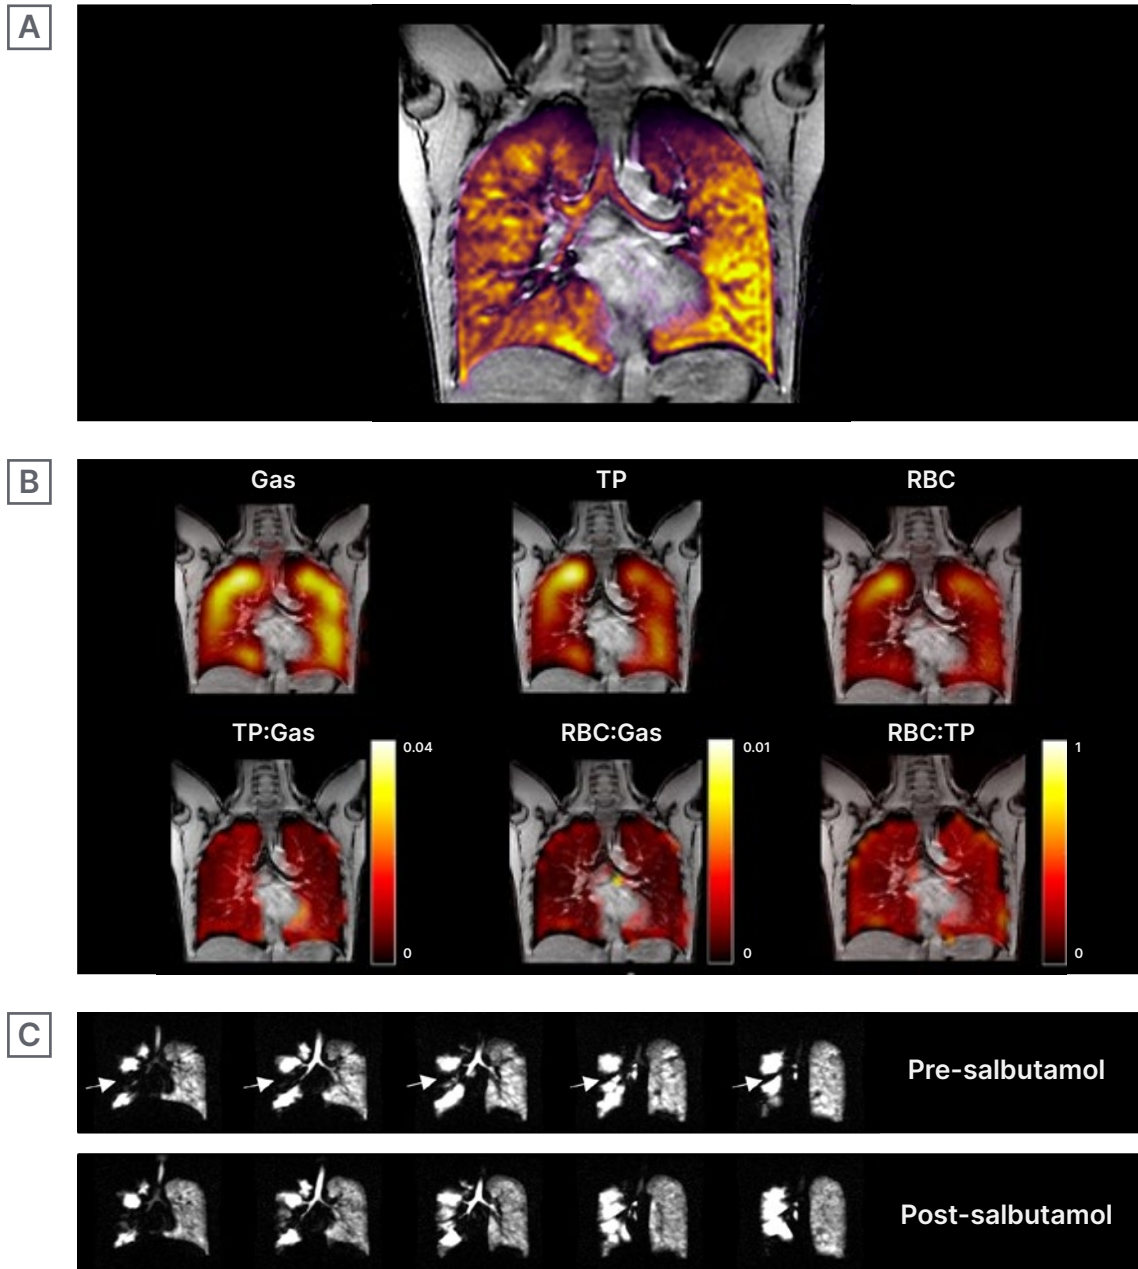 A
B
Gas
TP
RBC
TP:Gas
RBC:Gas
RBC:TP
0.04
0.01
1
0
0
0
C
Pre-salbutamol
Post-salbutamol